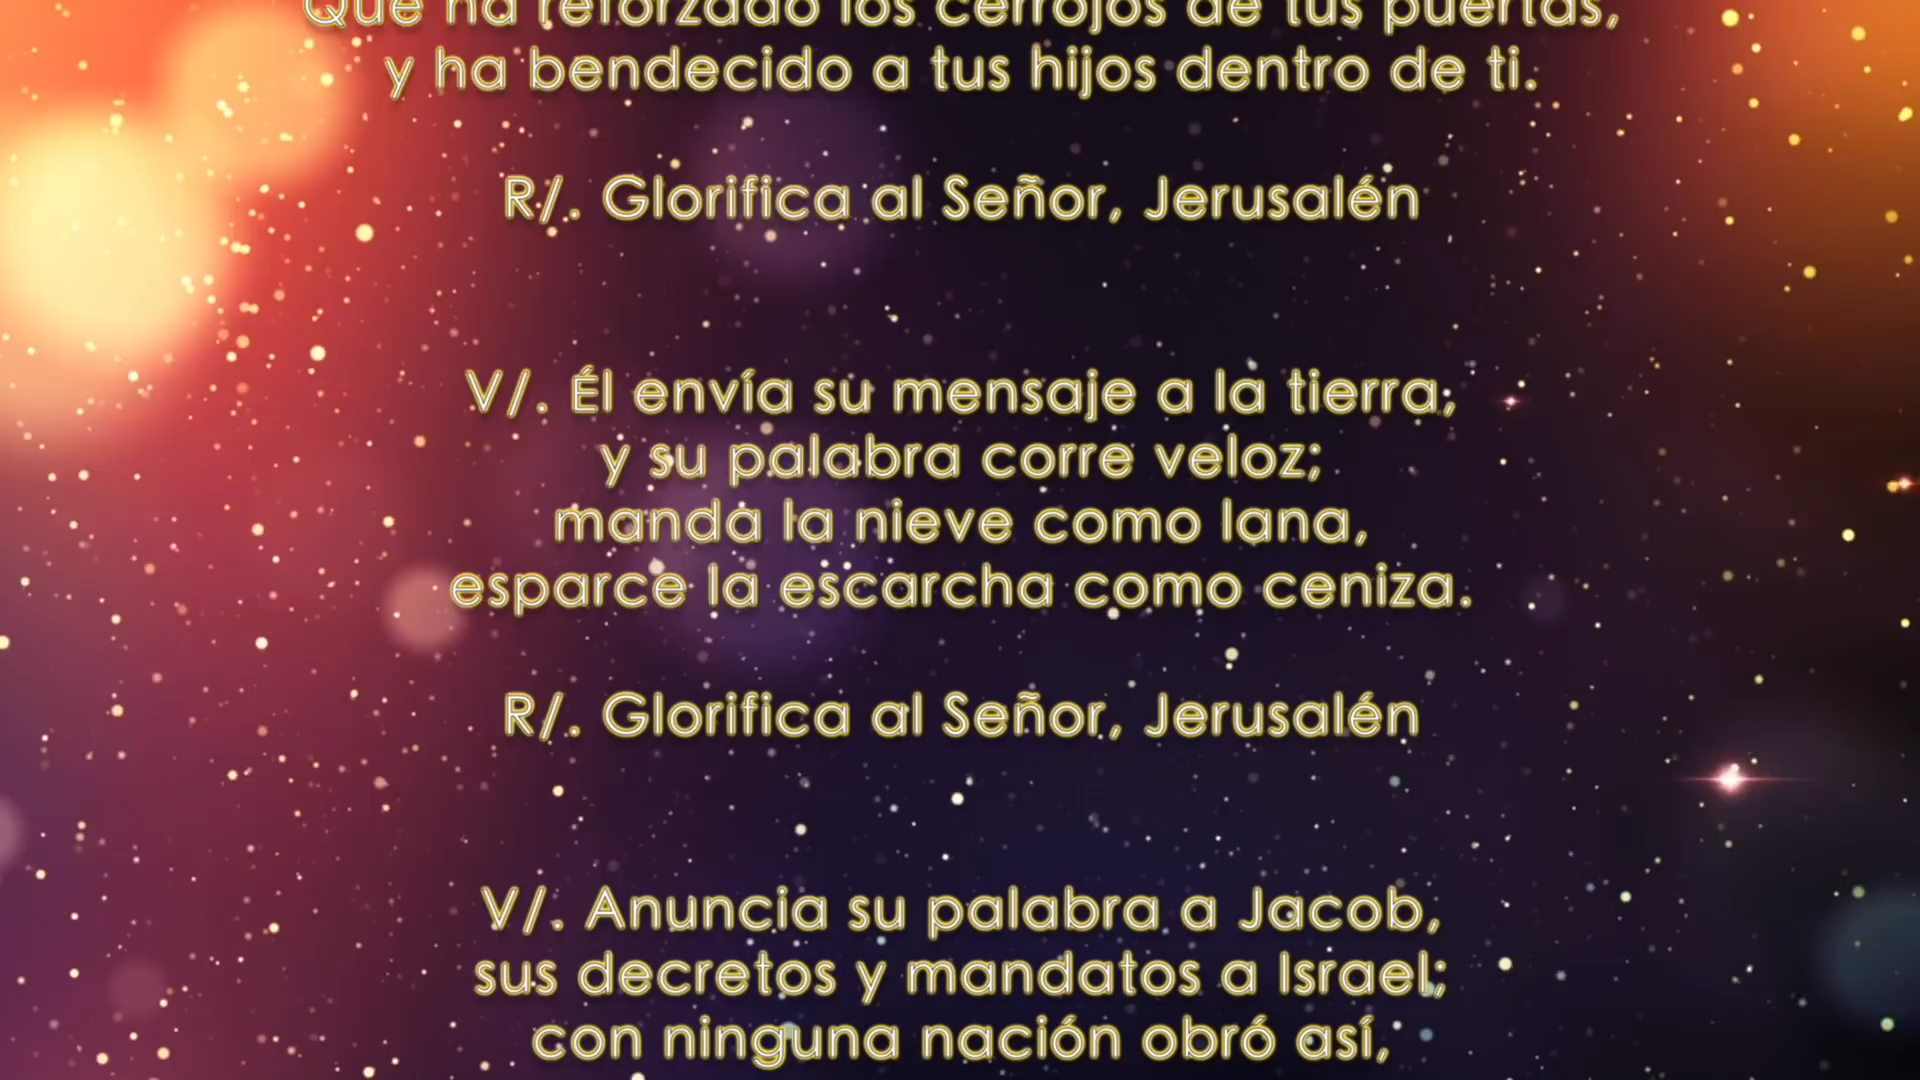 Que ha reforzado los cerrojos de tus puertas,
y ha bendecido a tus hijos dentro de ti.
R/. Glorifica al Señor, Jerusalén
V/. Él envía su mensaje a la tierra,
y su palabra corre veloz;
manda la nieve como lana,
esparce la escarcha como ceniza.
R/. Glorifica al Señor, Jerusalén
V/. Anuncia su palabra a Jacob,
sus decretos y mandatos a Israel;
con ninguna nación obró así,